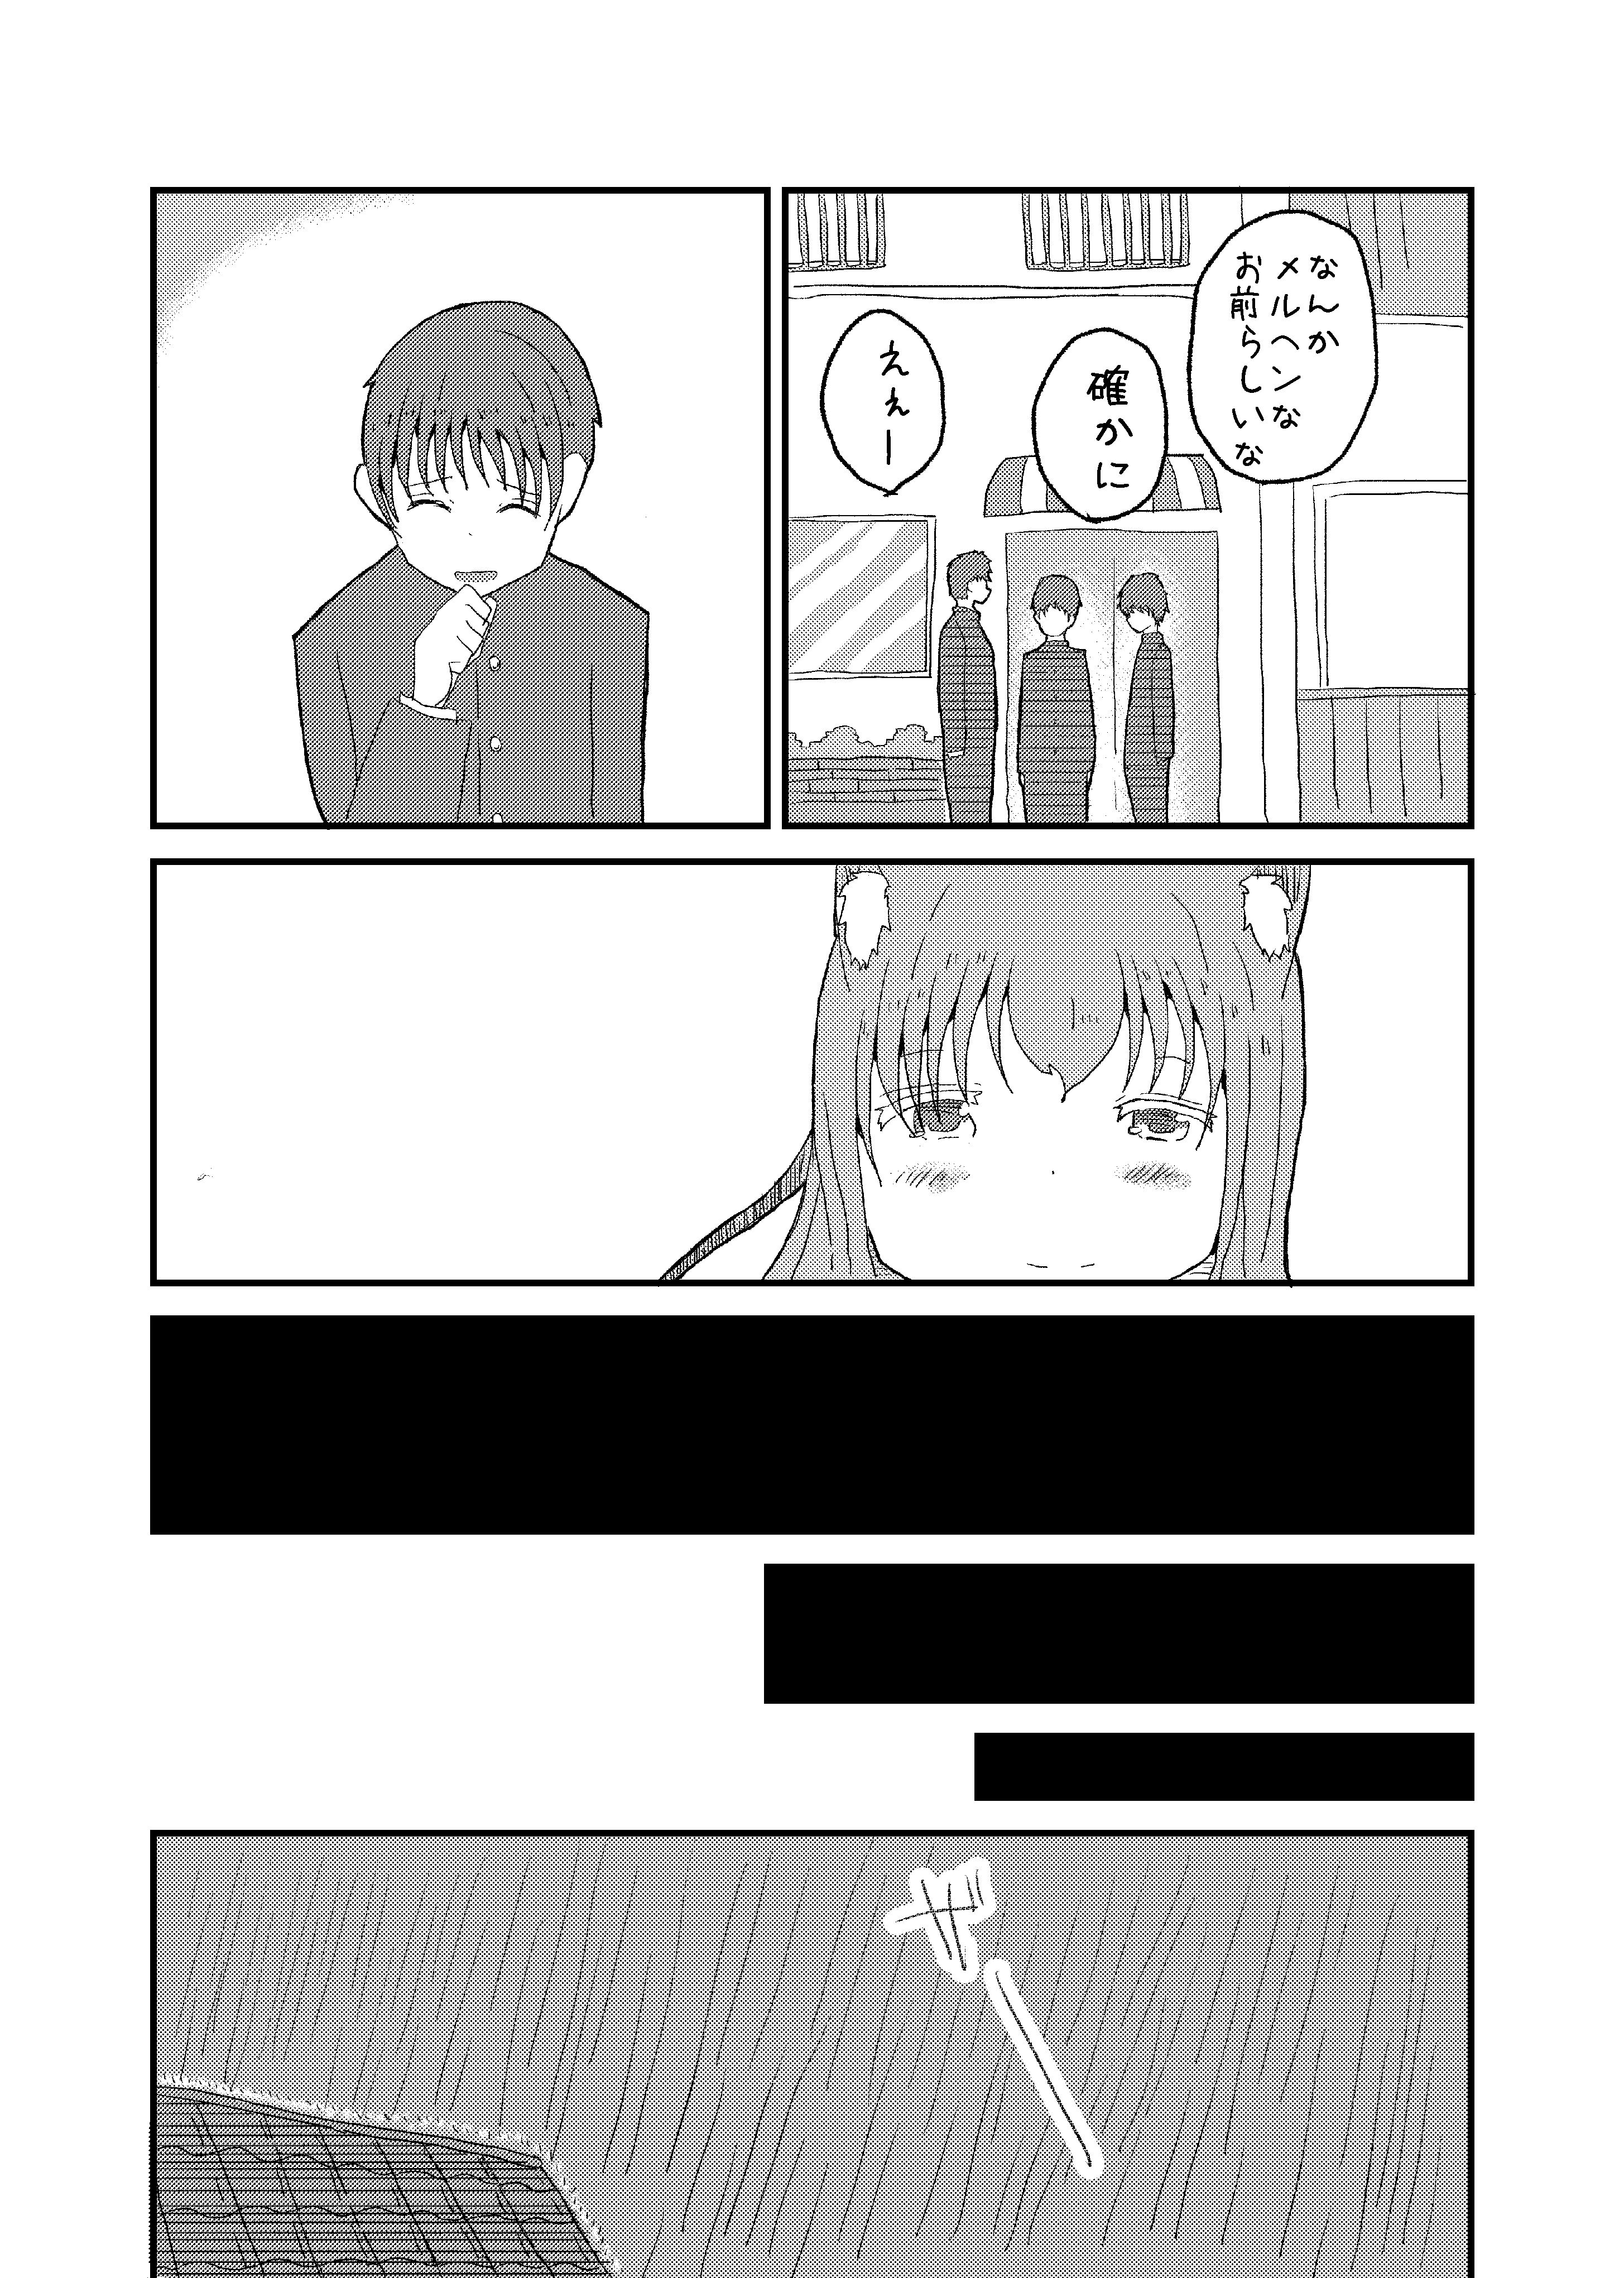 なんか
メルヘンな
お前らしいな
確かに
ええー
ザー